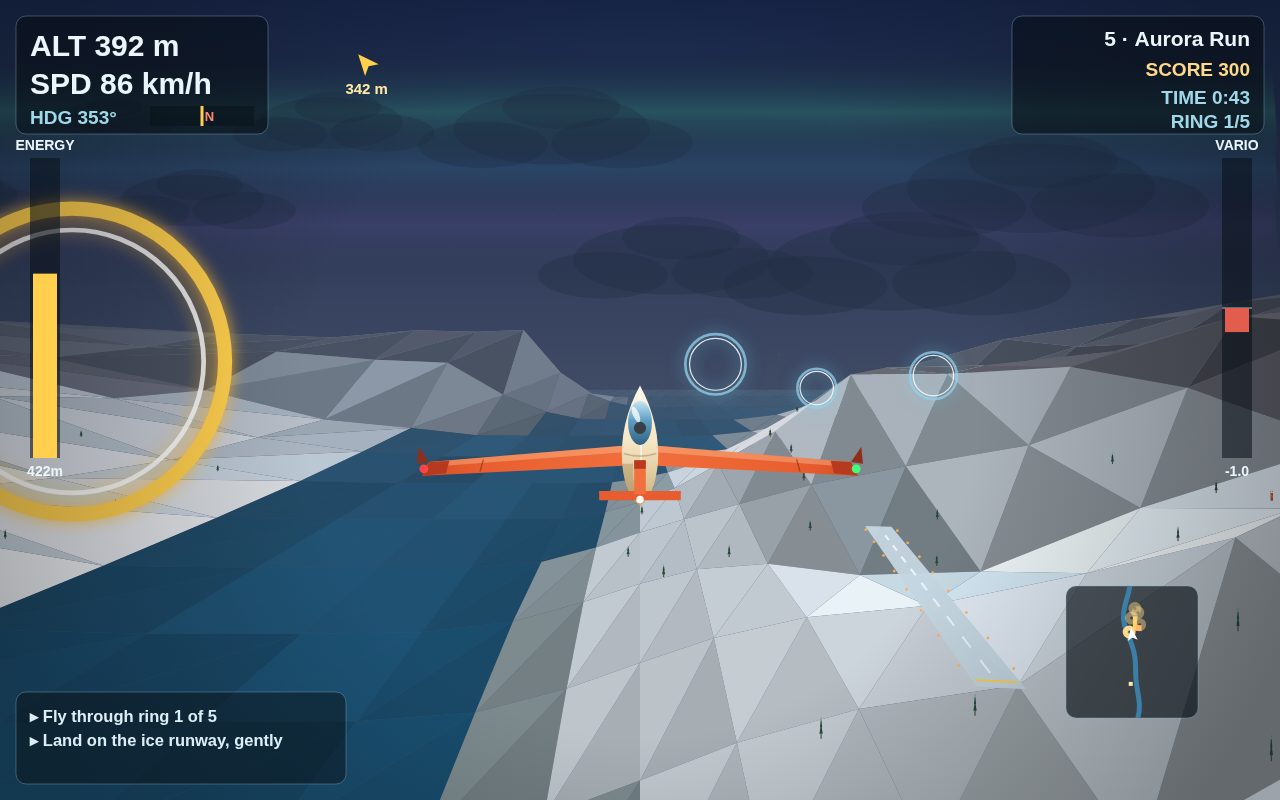 ALT 392 m
SPD 86 km/h
HDG 353°
N
ENERGY
422m
342 m
5 · Aurora Run
SCORE 300
TIME 0:43
RING 1/5
VARIO
-1.0
▸ Fly through ring 1 of 5
▸ Land on the ice runway, gently